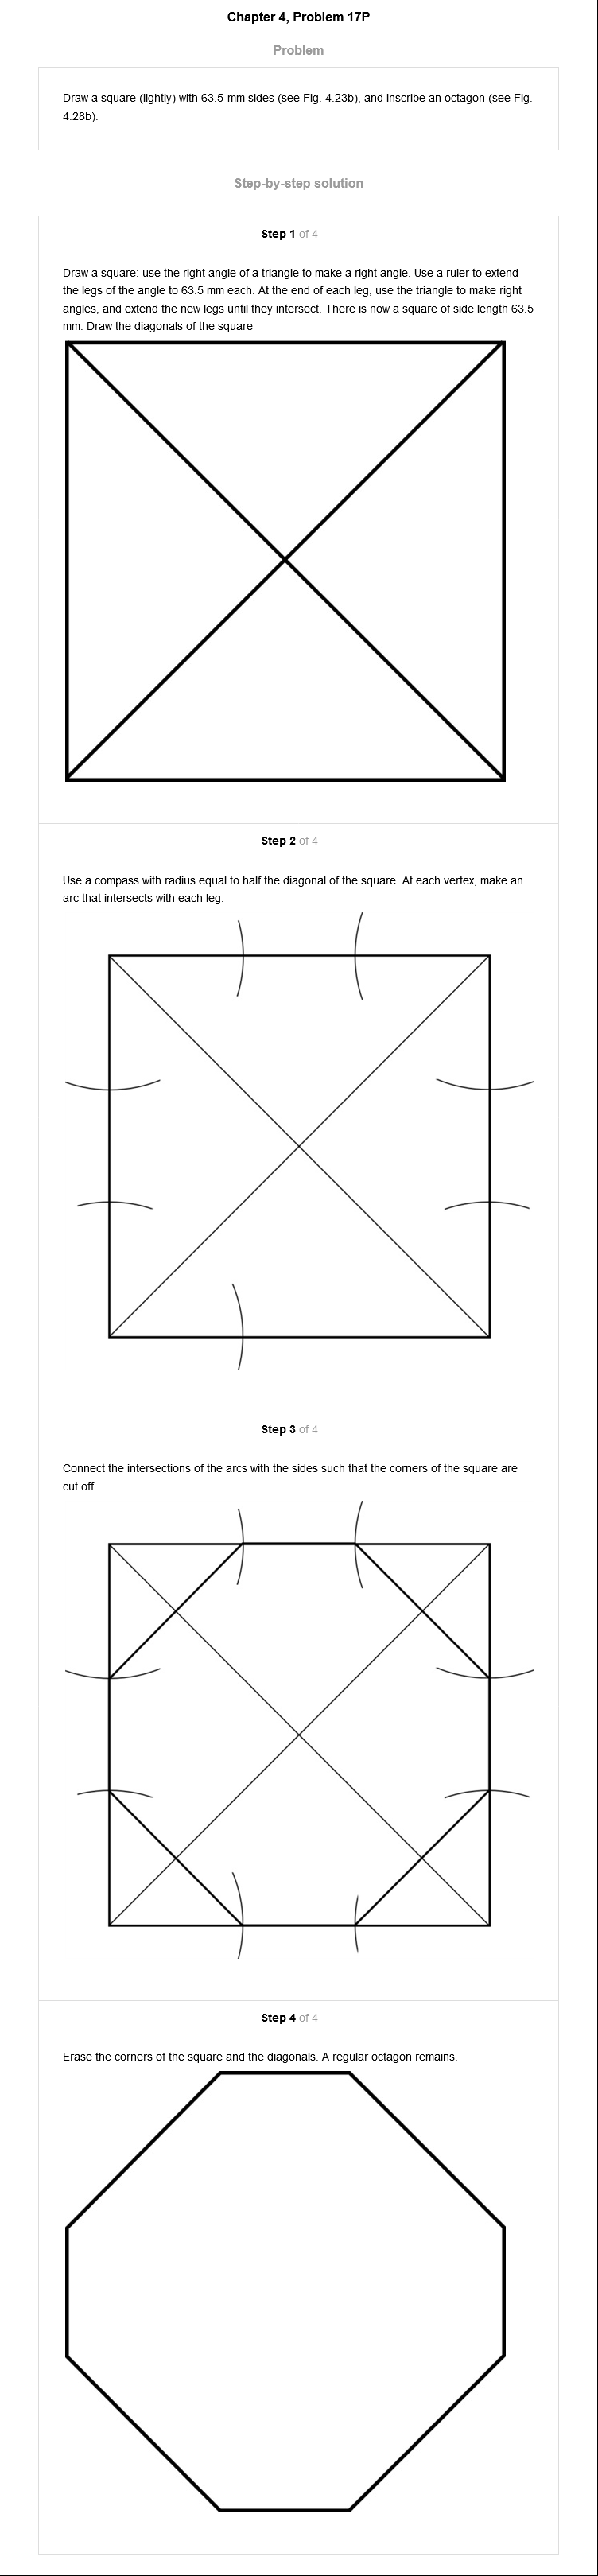 Chapter 4, Problem 17P
Problem
Draw a square (lightly) with 63.5-mm sides (see Fig. 4.23b), and inscribe an octagon (see Fig.
4.28b).
Step-by-step solution
Step 1 of 4
Draw a square: use the right angle of a triangle to make a right angle. Use a ruler to extend
the legs of the angle to 63.5 mm each. At the end of each leg, use the triangle to make right
angles, and extend the new legs until they intersect. There is now a square of side length 63.5
mm. Draw the diagonals of the square
Step 2 of 4
Use a compass with radius equal to half the diagonal of the square. At each vertex, make an
arc that intersects with each leg.
Step 3 of 4
Connect the intersections of the arcs with the sides such that the corners of the square are
cut off.
Step 4 of 4
Erase the corners of the square and the diagonals. A regular octagon remains.